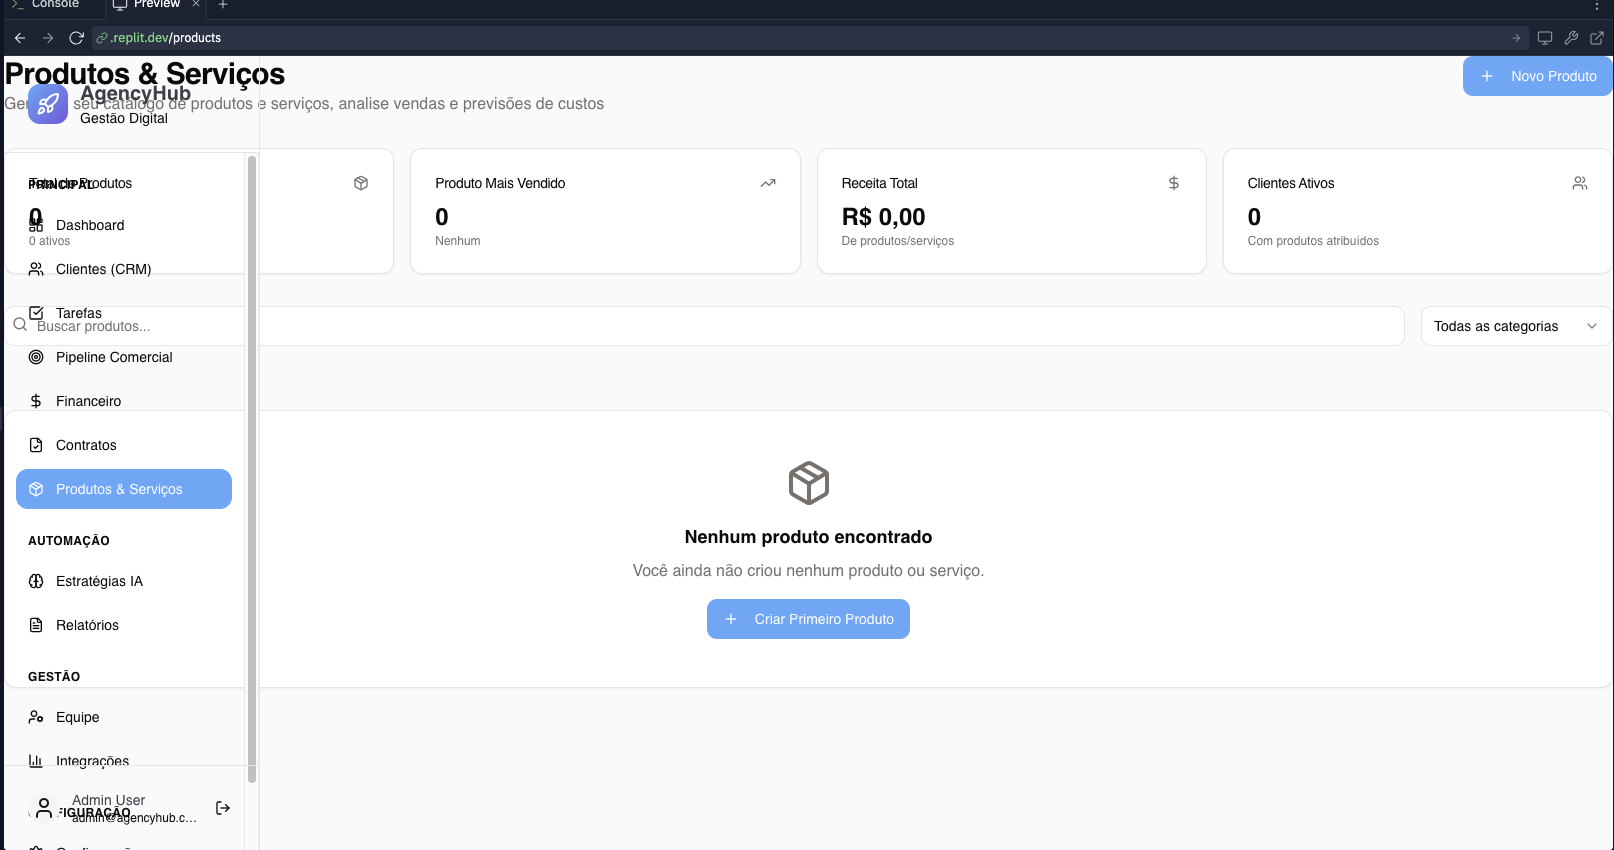 Console
Preview
.replit.dev/products
Produtos & Serviços
Novo Produto
AgencyHub
seu catálogo de produtos e serviços, analise vendas e previsões de custos
Gestão Digital
PRINCIPAL
Total de Produtos
0
0 ativos
Produto Mais Vendido
0
Nenhum
Receita Total
R$ 0,00
De produtos/serviços
Clientes Ativos
0
Com produtos atribuídos
Dashboard
Clientes (CRM)
Tarefas
Buscar produtos...
Todas as categorias
Pipeline Comercial
Financeiro
Contratos
Produtos & Serviços
AUTOMAÇÃO
Estratégias IA
Relatórios
GESTÃO
Equipe
Integrações
Nenhum produto encontrado
Você ainda não criou nenhum produto ou serviço.
Criar Primeiro Produto
Admin User
admin@agencyhub.c...